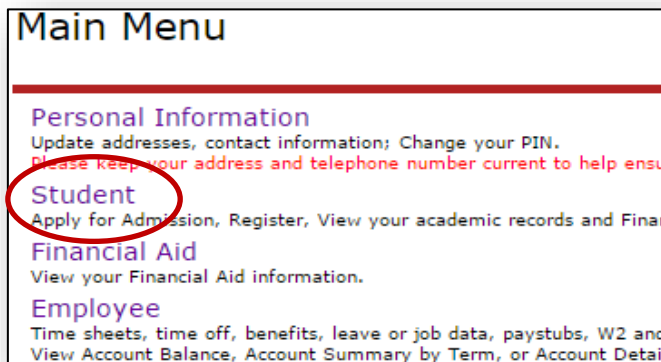 Main Menu
Personal Information
Update addresses, contact information; Change your PIN.
Please keep your address and telephone number current to help ensu
Student
Apply for Admission, Register, View your academic records and Finan
Financial Aid
View your Financial Aid information.
Employee
Time sheets, time off, benefits, leave or job data, paystubs, W2 and
View Account Balance, Account Summary by Term, or Account Detai